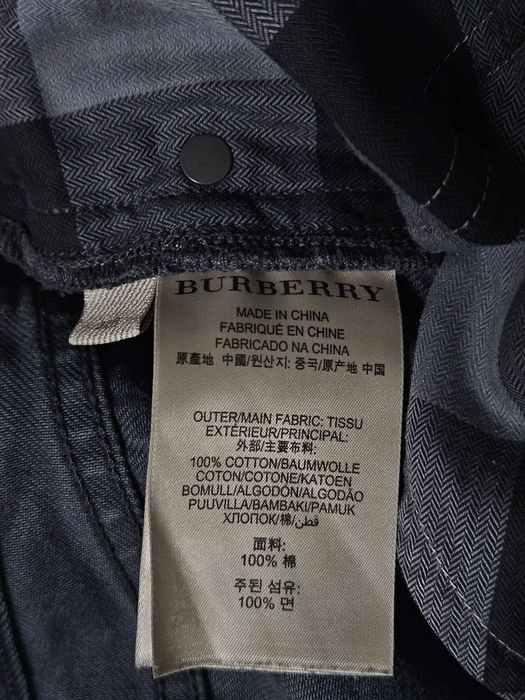 BURBERRY
MADE IN CHINA
FABRIQUÉ EN CHINE
FABRICADO NA CHINA
原產地 中國/원산지: 중국/原产地 中国
OUTER/MAIN FABRIC: TISSU
EXTÉRIEUR/PRINCIPAL:
外部/主要布料:
100% COTTON/BAUMWOLLE
COTON/COTONE/KATOEN
BOMULL/ALGODÓN/ALGODÃO
PUUVILLA/BAMBAKI/PAMUK
ХЛОПОК/棉/قطن
面料:
100% 棉
주된 섬유:
100% 면